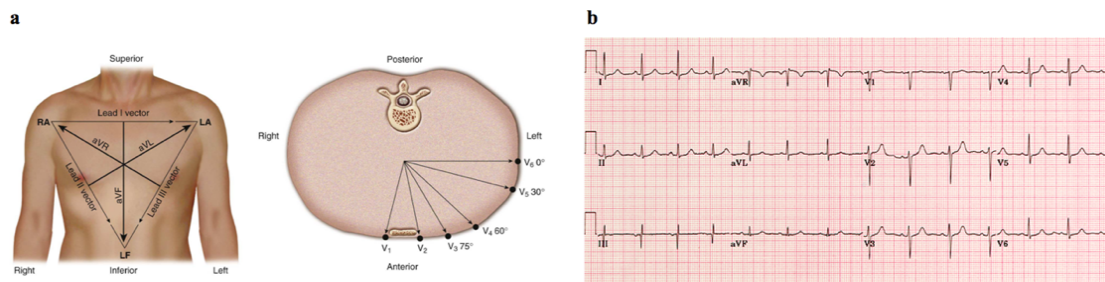 a
Superior
Lead I vector
RA
LA
aVR
aVL
Lead II vector
aVF
Lead III vector
LF
Right
Inferior
Left
Posterior
Right
Left
V6 0°
V5 30°
V4 60°
V3 75°
V2
V1
Anterior
b
I
aVR
V1
V4
II
aVL
V2
V5
III
aVF
V3
V6